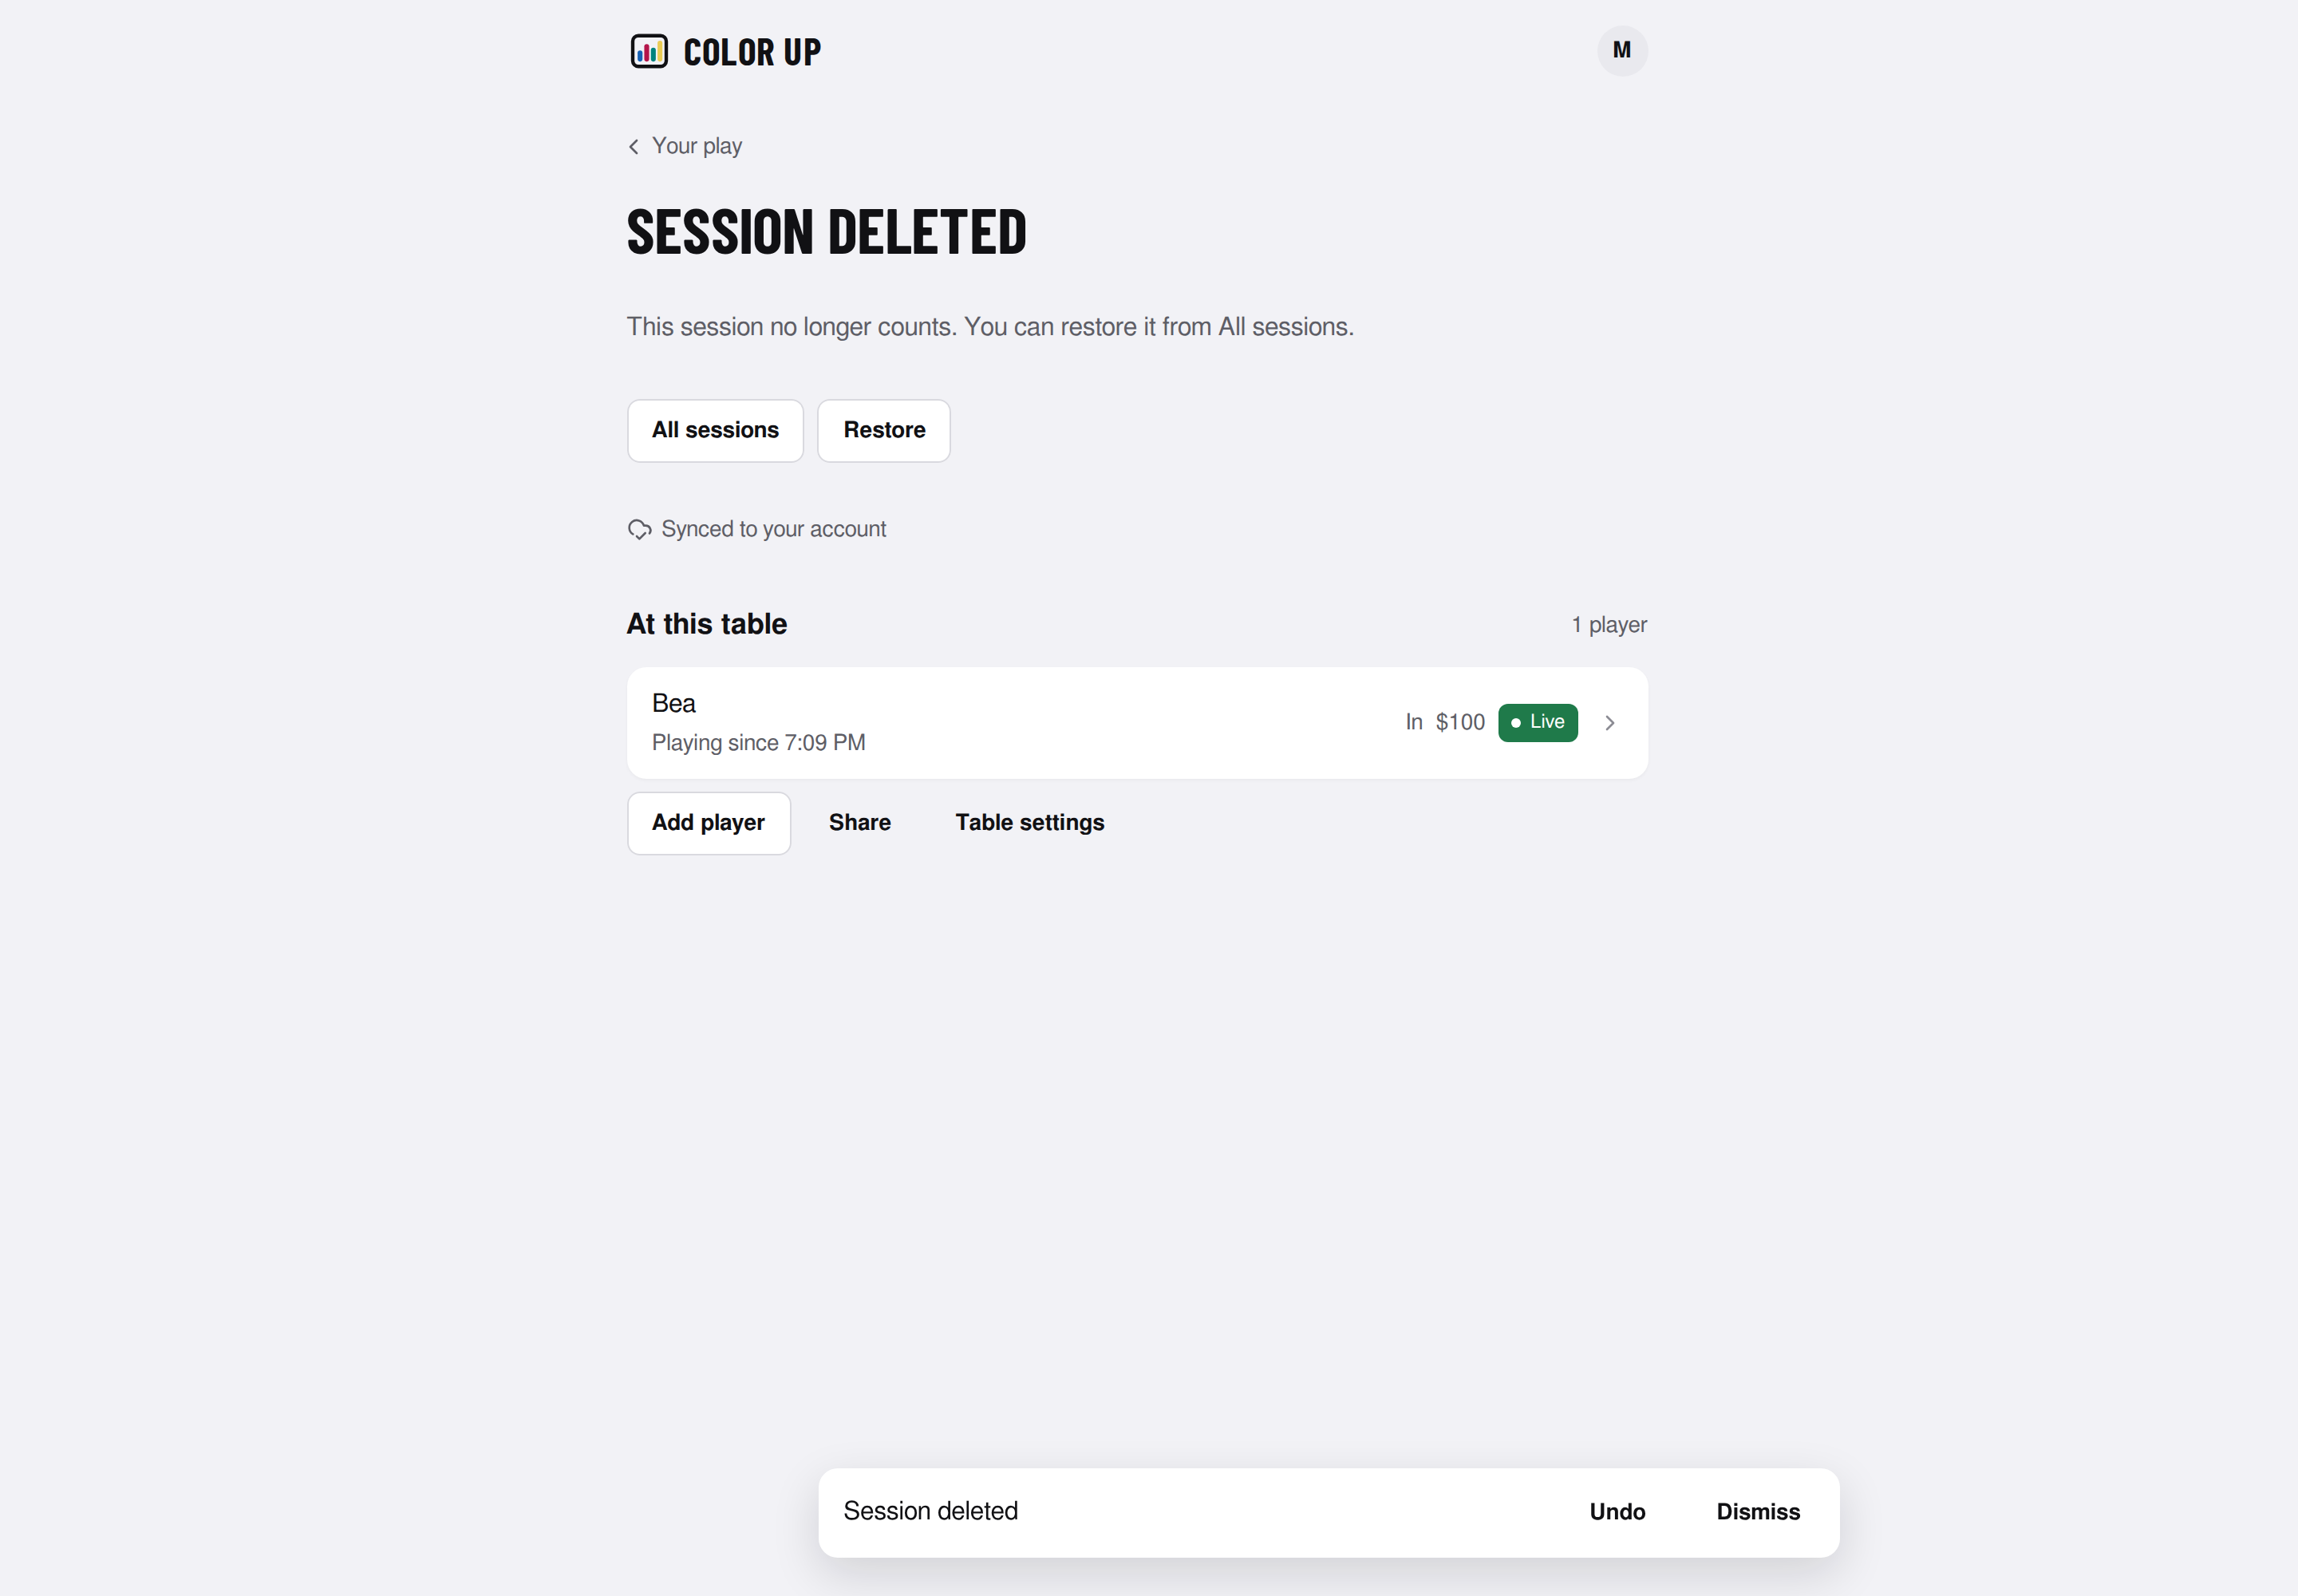 COLOR UP
M
Your play
SESSION DELETED
This session no longer counts. You can restore it from All sessions.
All sessions
Restore
Synced to your account
At this table
1 player
Bea
Playing since 7:09 PM
In $100
Live
Add player
Share
Table settings
Session deleted
Undo
Dismiss